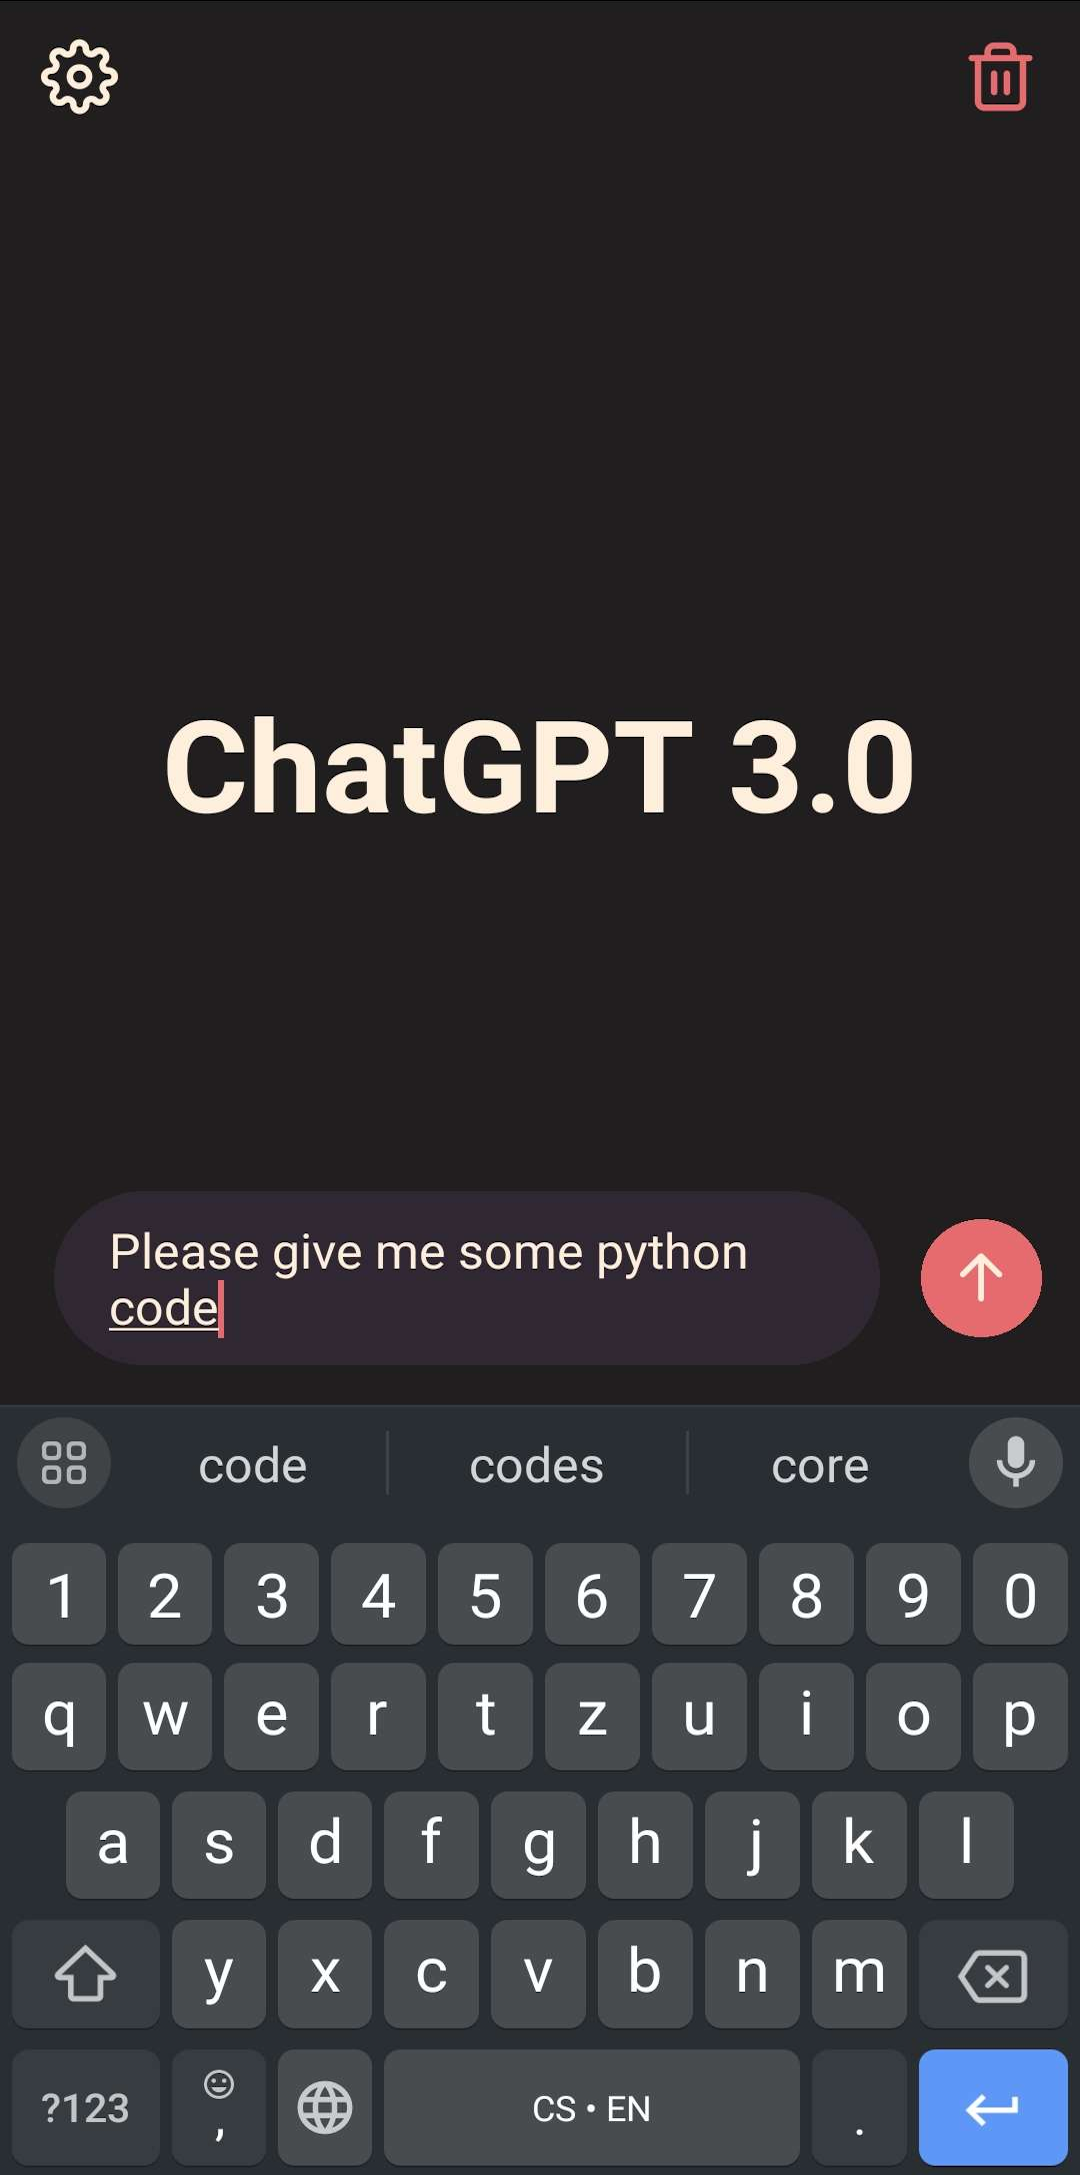 ChatGPT 3.0
Please give me some python
code
code codes core
1 2 3 4 5 6 7 8 9 0
q w e r t z u i o p
a s d f g h j k l
y x c v b n m
?123 , CS • EN .